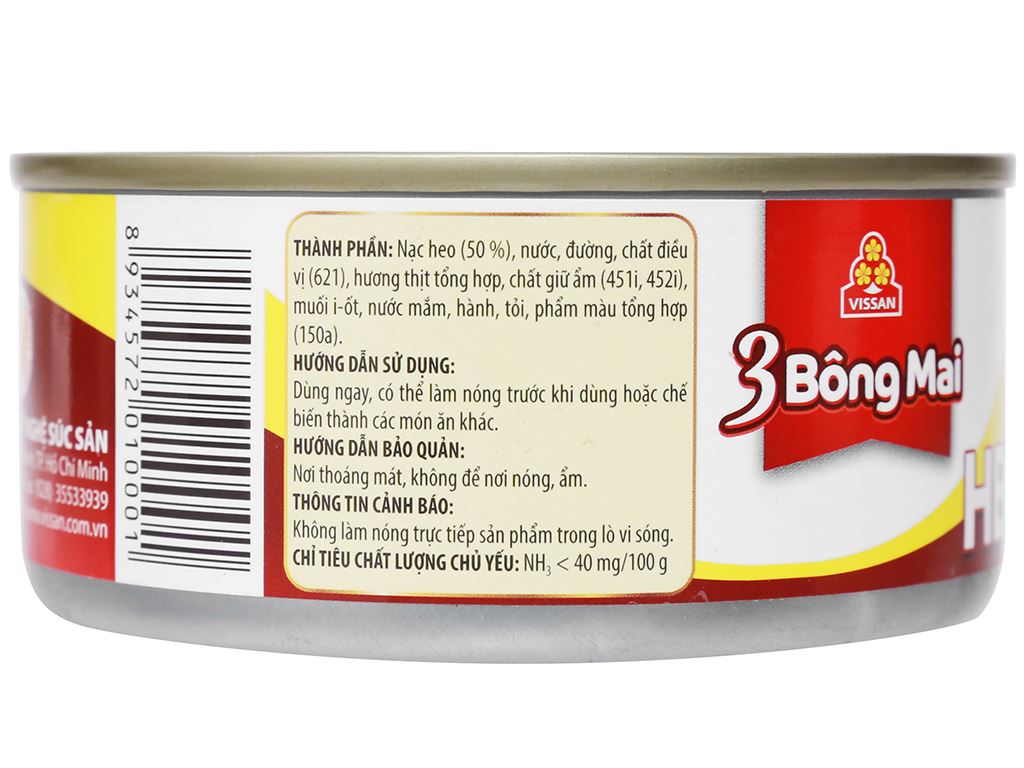 THÀNH PHẦN: Nạc heo (50 %), nước, đường, chất điều
vị (621), hương thịt tổng hợp, chất giữ ẩm (451i, 452i),
muối i-ốt, nước mắm, hành, tỏi, phẩm màu tổng hợp
(150a).
HƯỚNG DẪN SỬ DỤNG:
Dùng ngay, có thể làm nóng trước khi dùng hoặc chế
biến thành các món ăn khác.
HƯỚNG DẪN BẢO QUẢN:
Nơi thoáng mát, không để nơi nóng, ẩm.
THÔNG TIN CẢNH BÁO:
Không làm nóng trực tiếp sản phẩm trong lò vi sóng.
CHỈ TIÊU CHẤT LƯỢNG CHỦ YẾU: NH₃ < 40 mg/100 g
8 934572 010001
SÚC SẢN
TP. Hồ Chí Minh
(028) 35533939
www.vissan.com.vn
VISSAN
3 Bông Mai